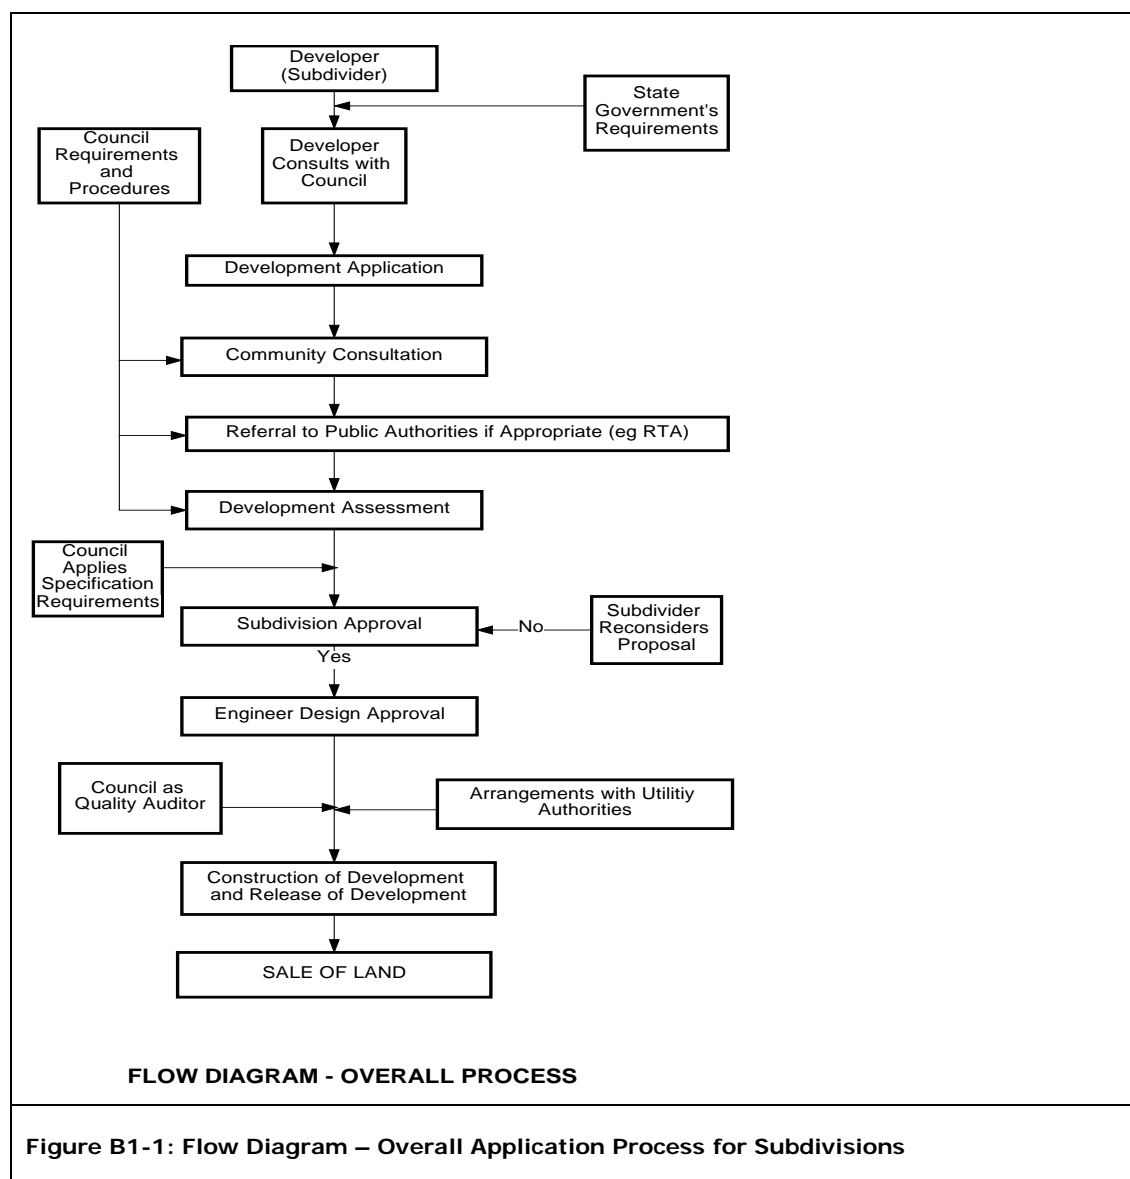 Developer
(Subdivider)
State
Government's
Requirements
Council
Requirements
and
Procedures
Developer
Consults with
Council
Development Application
Community Consultation
Referral to Public Authorities if Appropriate (eg RTA)
Development Assessment
Council
Applies
Specification
Requirements
Subdivision Approval
No
Subdivider
Reconsiders
Proposal
Yes
Engineer Design Approval
Council as
Quality Auditor
Arrangements with Utilitiy
Authorities
Construction of Development
and Release of Development
SALE OF LAND
FLOW DIAGRAM - OVERALL PROCESS
Figure B1-1: Flow Diagram – Overall Application Process for Subdivisions